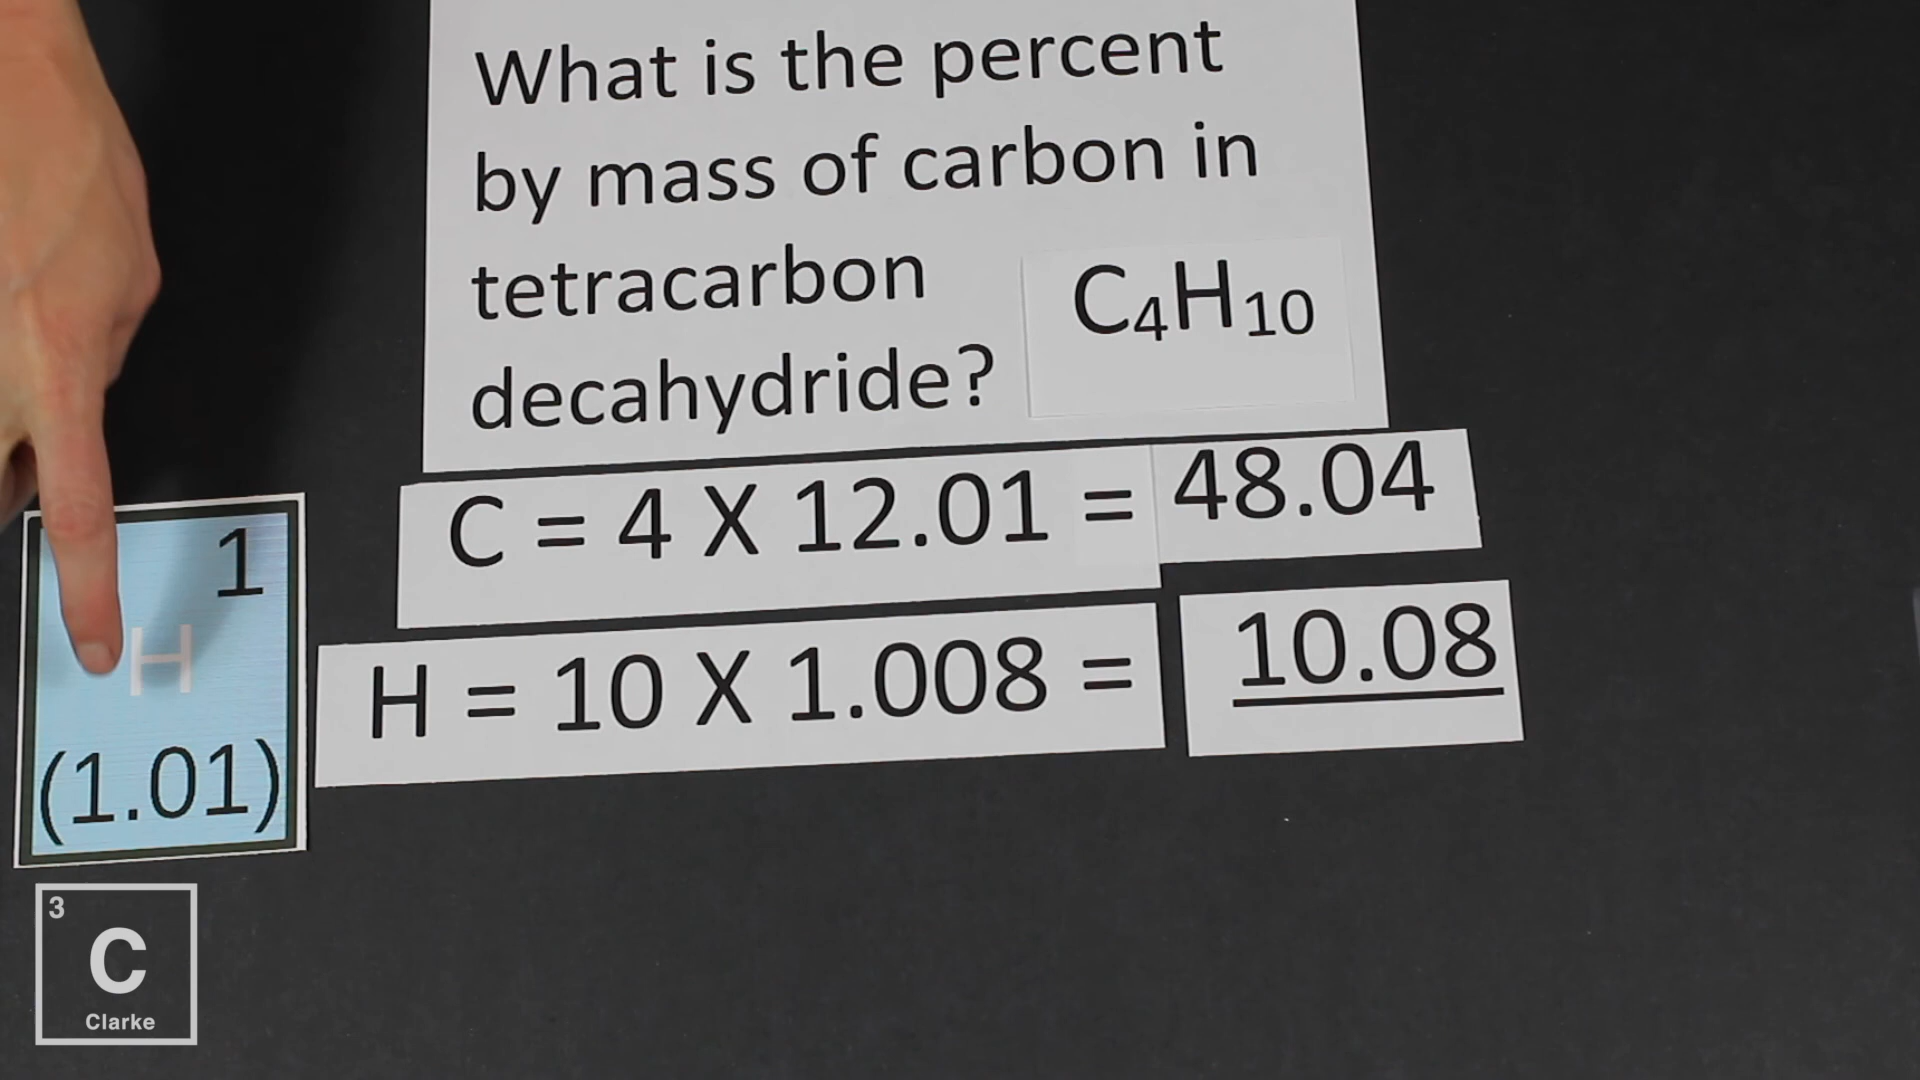 What is the percent
by mass of carbon in
tetracarbon
decahydride? C₄H₁₀
C = 4 X 12.01 = 48.04
H = 10 X 1.008 = 10.08
1
H
(1.01)
3
C
Clarke